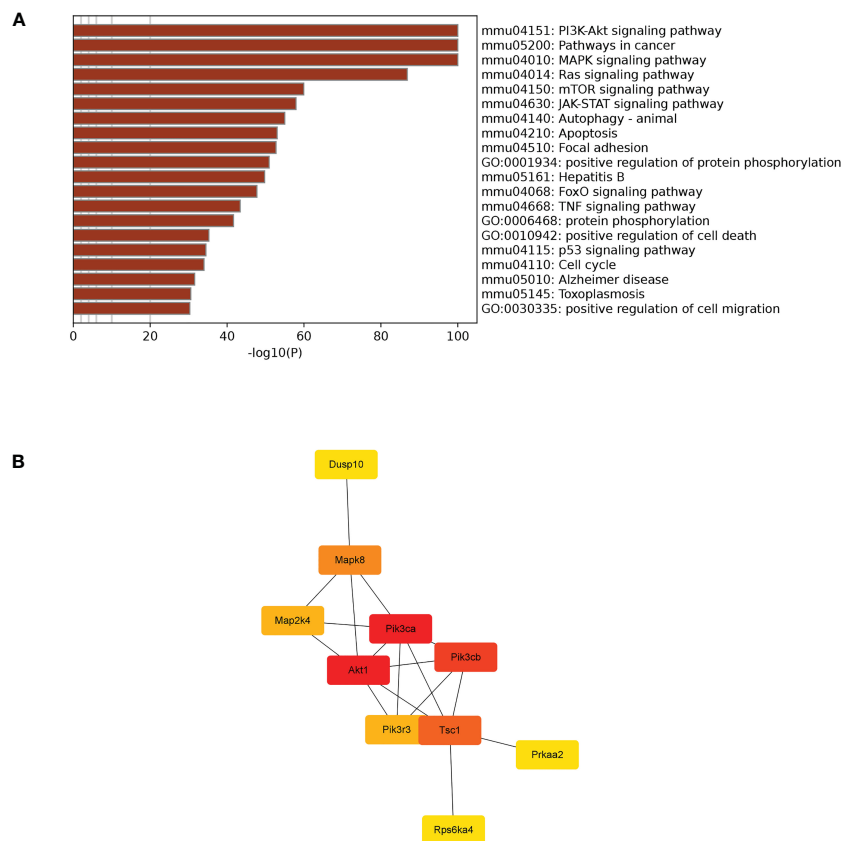 A
mmu04151: PI3K-Akt signaling pathway
mmu05200: Pathways in cancer
mmu04010: MAPK signaling pathway
mmu04014: Ras signaling pathway
mmu04150: mTOR signaling pathway
mmu04630: JAK-STAT signaling pathway
mmu04140: Autophagy - animal
mmu04210: Apoptosis
mmu04510: Focal adhesion
GO:0001934: positive regulation of protein phosphorylation
mmu05161: Hepatitis B
mmu04068: FoxO signaling pathway
mmu04668: TNF signaling pathway
GO:0006468: protein phosphorylation
GO:0010942: positive regulation of cell death
mmu04115: p53 signaling pathway
mmu04110: Cell cycle
mmu05010: Alzheimer disease
mmu05145: Toxoplasmosis
GO:0030335: positive regulation of cell migration
0 20 40 60 80 100
-log10(P)
B
Dusp10
Mapk8
Map2k4
Pik3ca
Pik3cb
Akt1
Pik3r3
Tsc1
Prkaa2
Rps6ka4